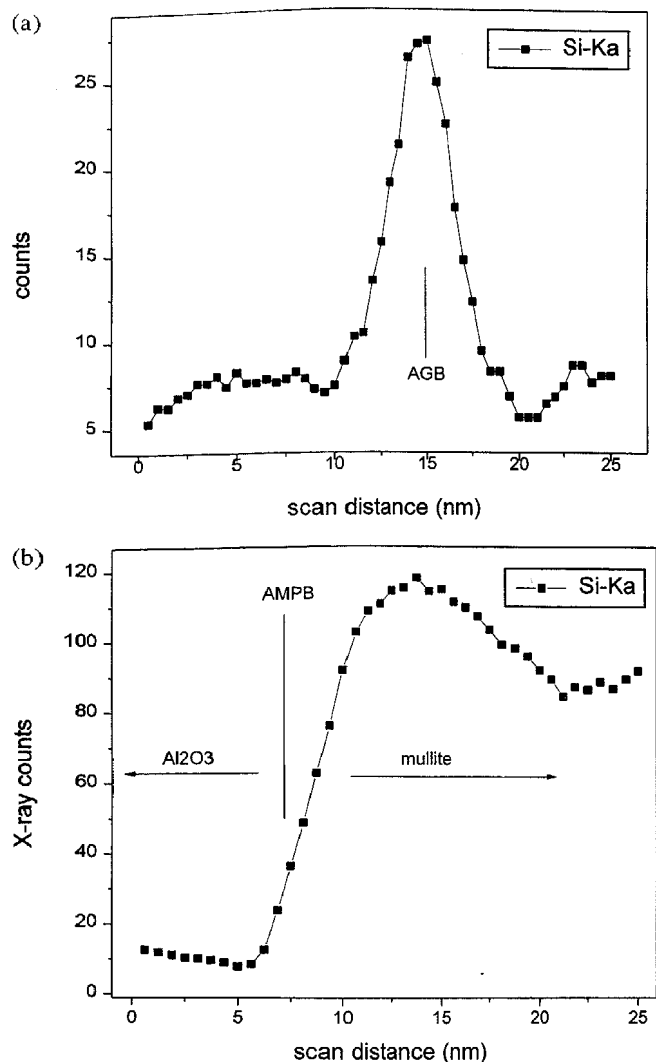 (a)
Si-Ka
25
20
15
10
5
counts
AGB
0 5 10 15 20 25
scan distance (nm)
(b)
Si-Ka
120
100
80
60
40
20
0
X-ray counts
AMPB
Al2O3
mullite
0 5 10 15 20 25
scan distance (nm)